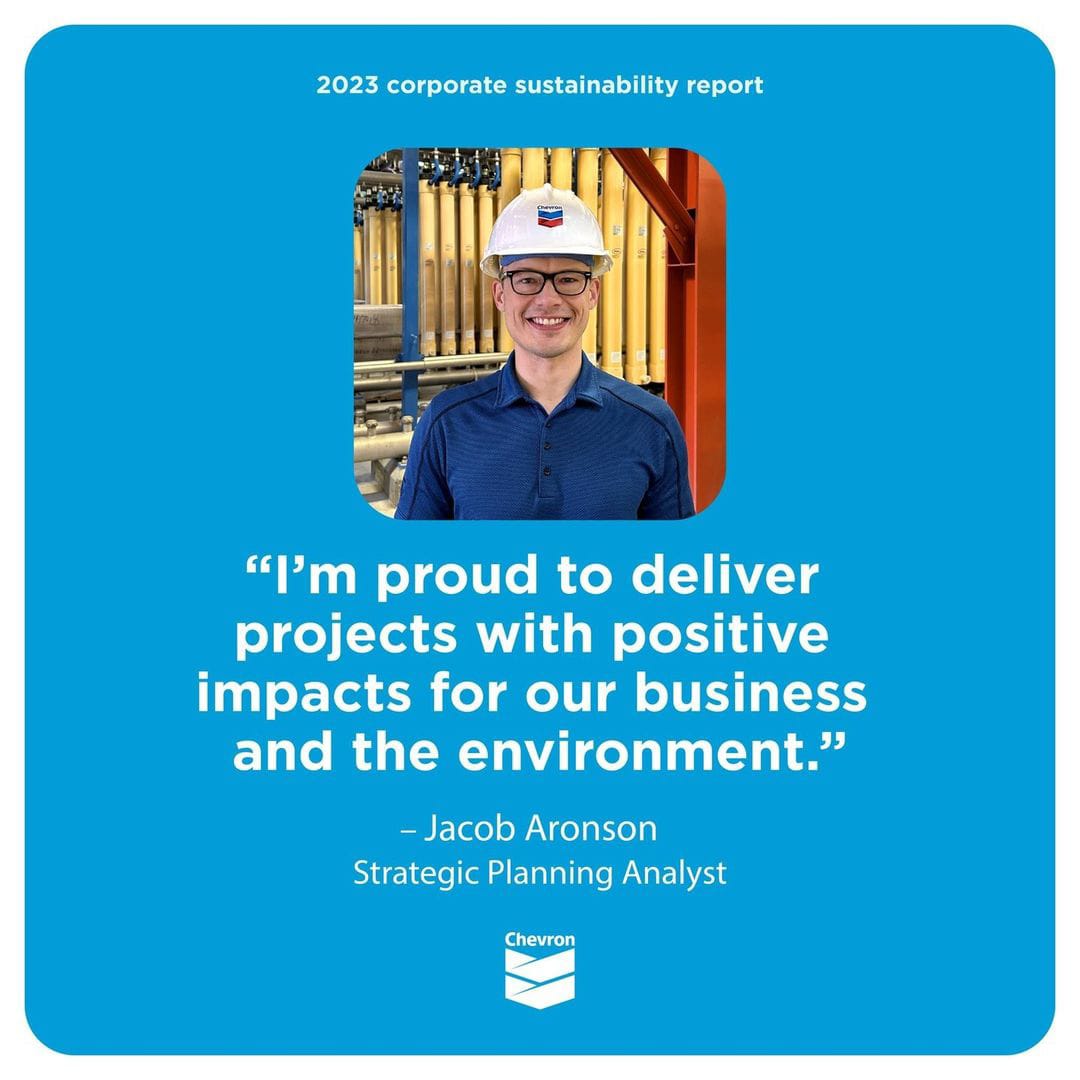 2023 corporate sustainability report
Chevron
“I’m proud to deliver
projects with positive
impacts for our business
and the environment.”
– Jacob Aronson
Strategic Planning Analyst
Chevron